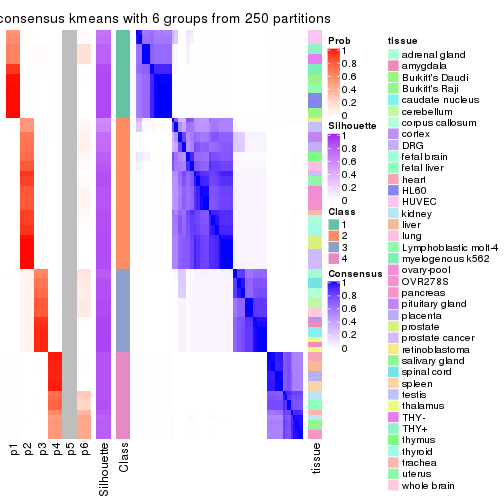 consensus kmeans with 6 groups from 250 partitions
Prob
1
0.8
0.6
0.4
0.2
0
Silhouette
1
0.8
0.6
0.4
0.2
0
Class
1
2
3
4
Consensus
1
0.8
0.6
0.4
0.2
0
tissue
adrenal gland
amygdala
Burkitt's Daudi
Burkitt's Raji
caudate nucleus
cerebellum
corpus callosum
cortex
DRG
fetal brain
fetal liver
heart
HL60
HUVEC
kidney
liver
lung
Lymphoblastic molt-4
myelogenous k562
ovary-pool
OVR278S
pancreas
pituitary gland
placenta
prostate
prostate cancer
retinoblastoma
salivary gland
spinal cord
spleen
testis
thalamus
THY-
THY+
thymus
thyroid
trachea
uterus
whole brain
p1
p2
p3
p4
p5
p6
Silhouette
Class
tissue